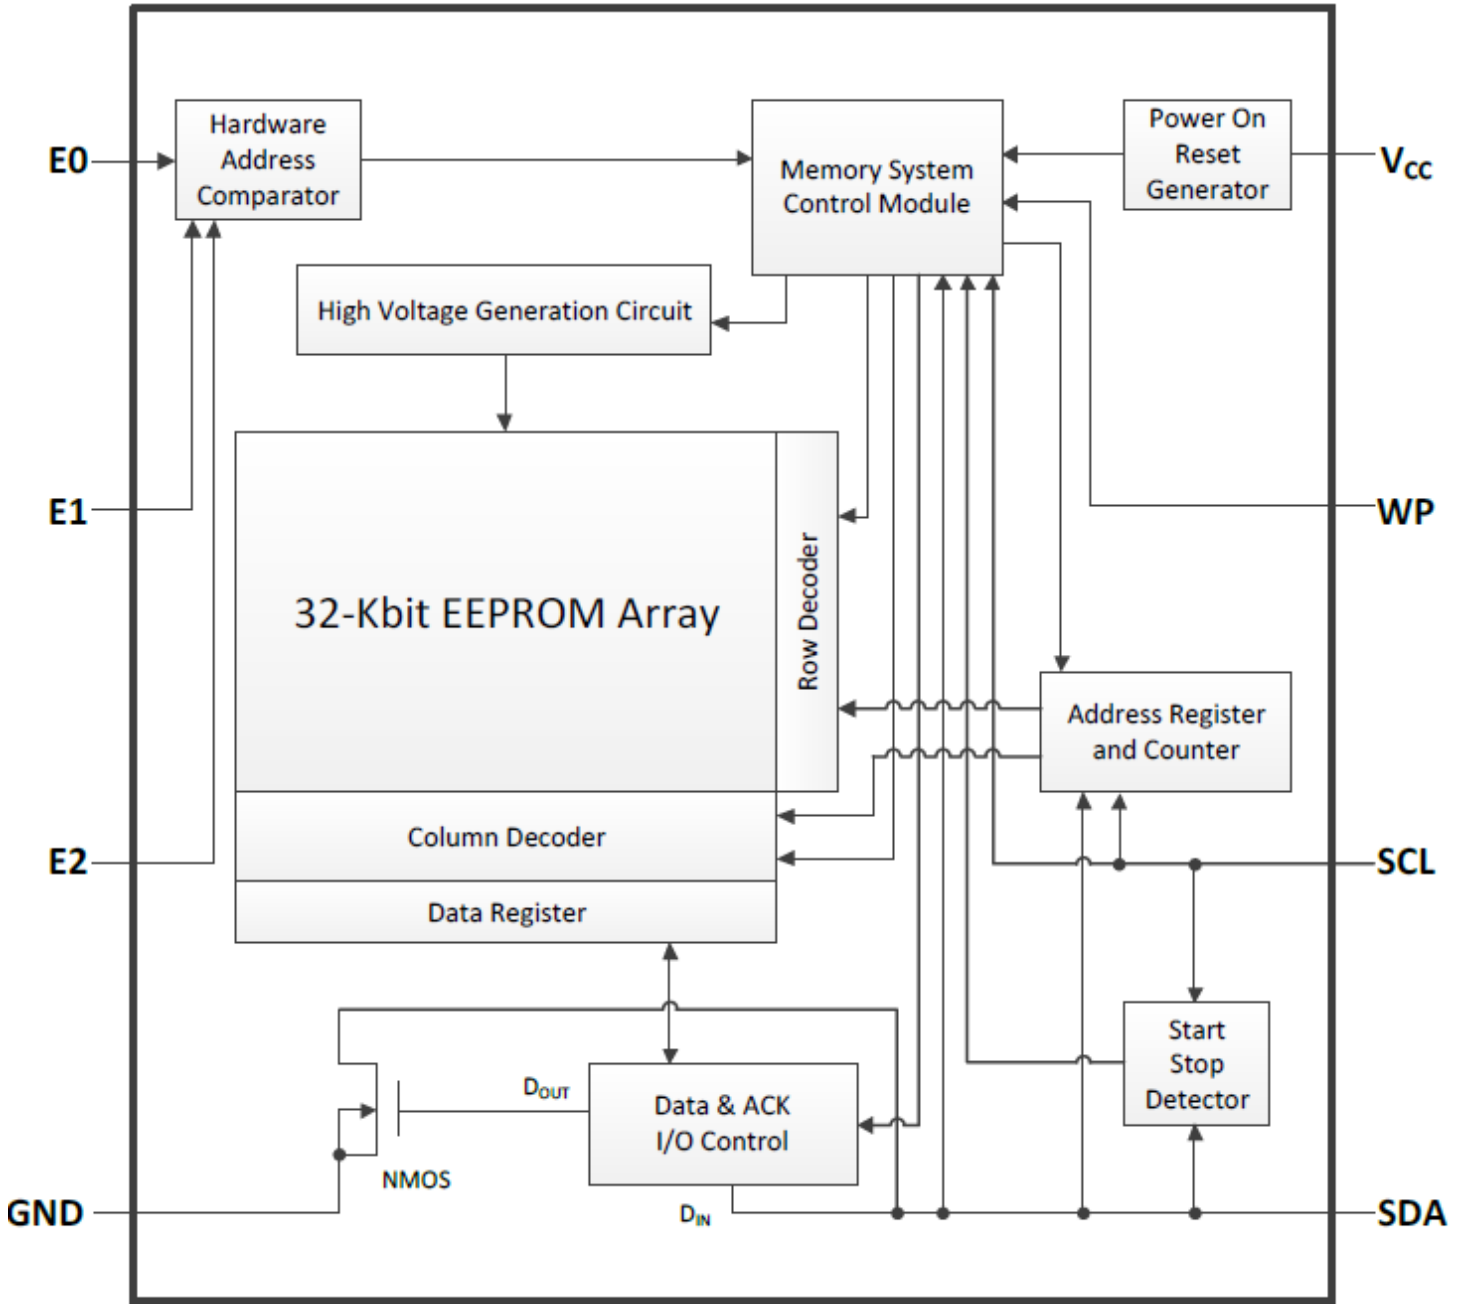 Hardware
Address
Comparator
Memory System
Control Module
Power On
Reset
Generator
E0
VCC
High Voltage Generation Circuit
E1
WP
32-Kbit EEPROM Array
Row Decoder
Address Register
and Counter
Column Decoder
E2
SCL
Data Register
Start
Stop
Detector
DOUT
Data & ACK
I/O Control
NMOS
GND
DIN
SDA